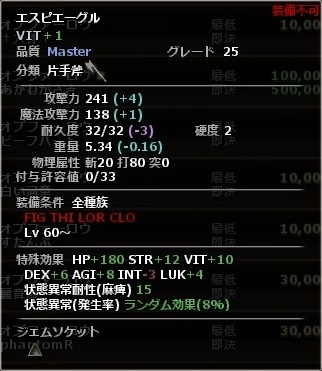 装備不可
エスピエーグル
VIT+1
品質 Master グレード 25
分類 片手斧
攻撃力 241 (+4)
魔法攻撃力 138 (+1)
耐久度 32/32 (-3) 硬度 2
重量 5.34 (-0.16)
物理属性 斬20 打80 突0
付与許容値 0/33
装備条件 全種族
FIG THI LOR CLO
Lv 60～
特殊効果 HP+180 STR+12 VIT+10
DEX+6 AGI+8 INT-3 LUK+4
状態異常耐性(麻痺) 15
状態異常(発生率) ランダム効果(8%)
ジェムソケット